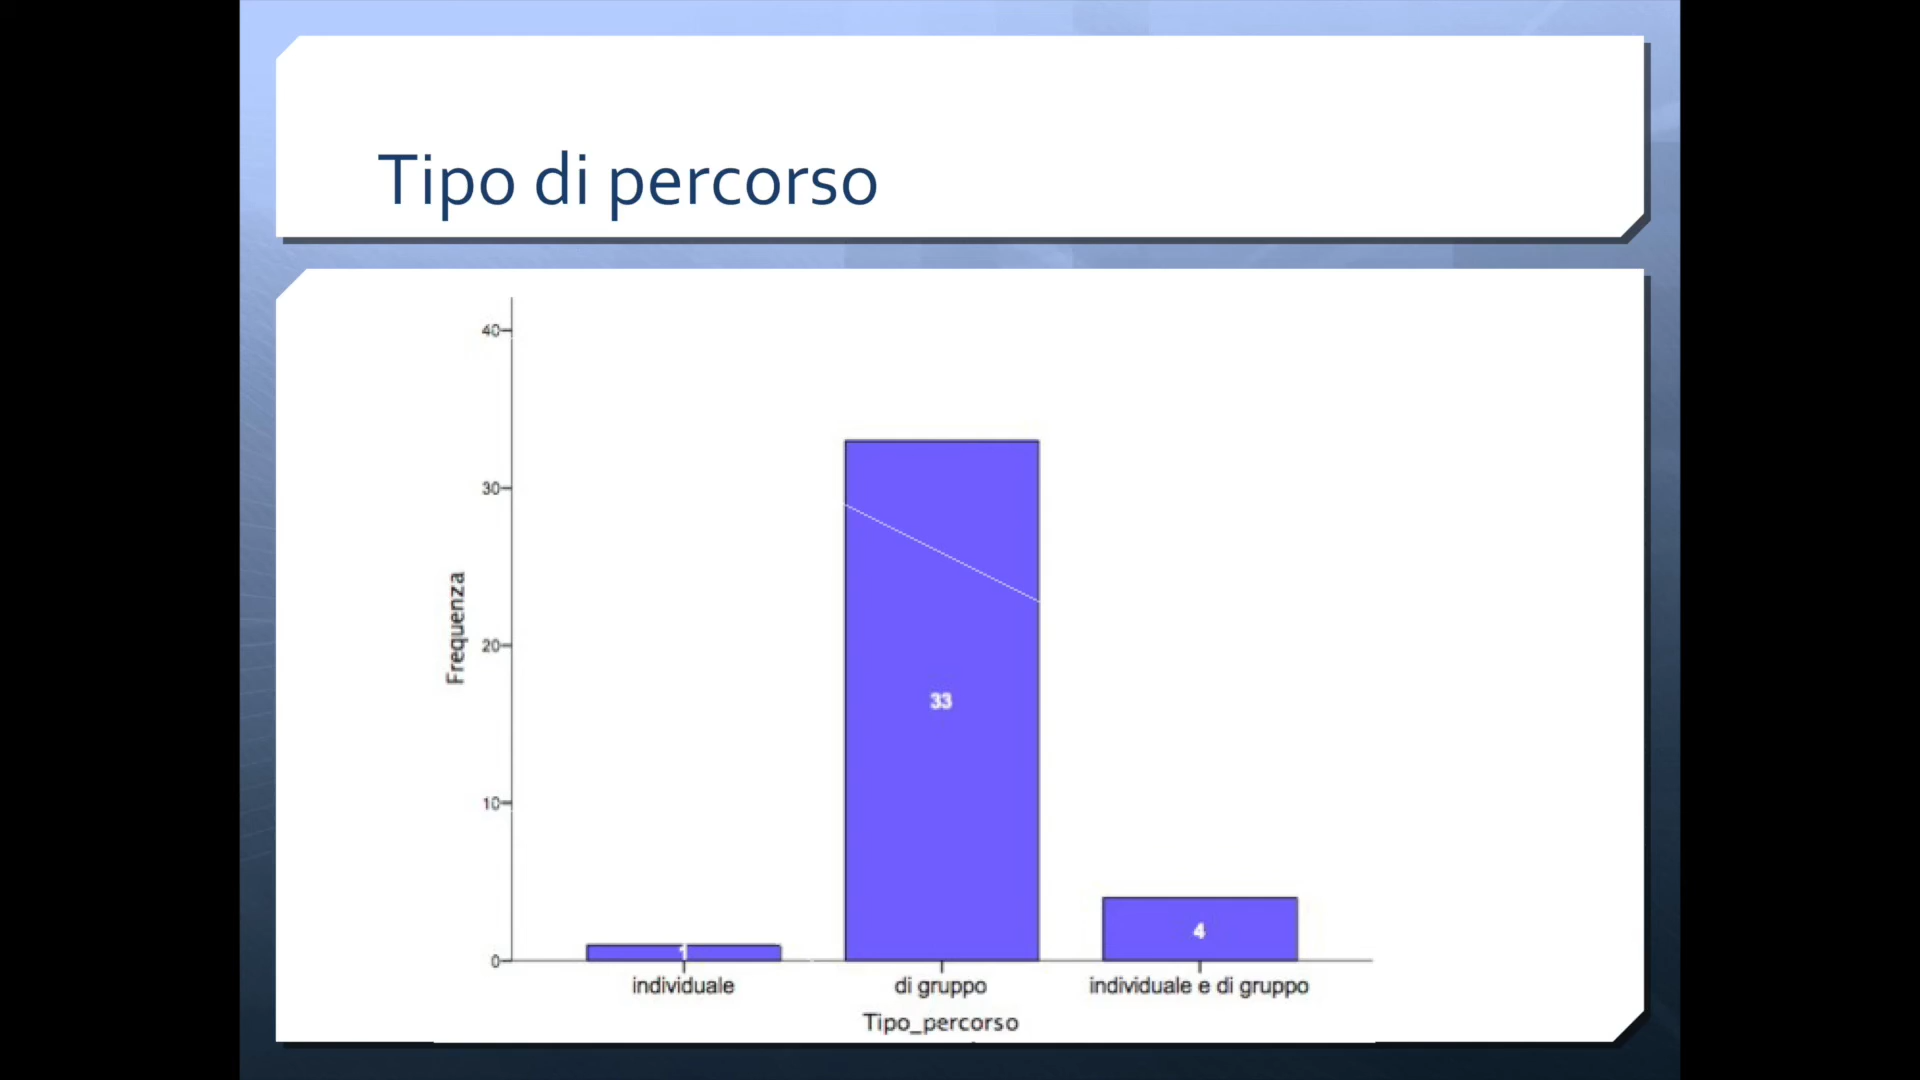 Tipo di percorso
40
30
20
10
0
Frequenza
1
33
4
individuale
di gruppo
individuale e di gruppo
Tipo_percorso